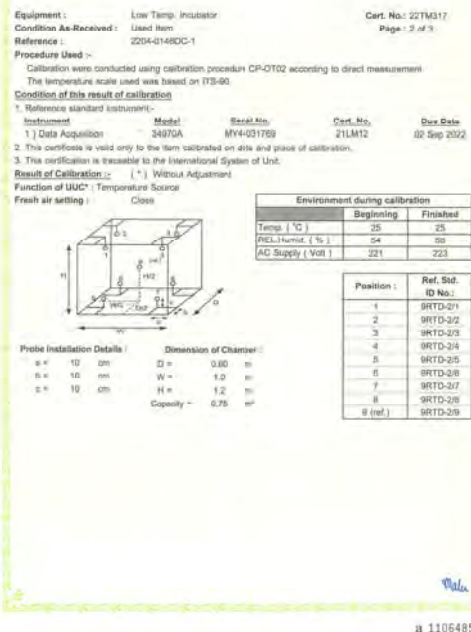 Equipment : Low Temp. Incubator Cert. No.: 22TM317
Condition As-Received : Used Item Page : 2 of 3
Reference : 2204-0146DC-1
Procedure Used :-
Calibration were conducted using calibration procedure CP-OT02 according to direct measurement
The temperature scale used was based on ITS-90.
Condition of this result of calibration
1. Reference standard instrument:-
Instrument Model Serial No. Cert. No. Due Date
1 ) Data Acquisition 34970A MY4-031769 21LM12 02 Sep 2022
2. This certificate is valid only to the item calibrated on date and place of calibration.
3. This certification is traceable to the International System of Unit.
Result of Calibration :- ( * ) Without Adjustment
Function of UUC* : Temperature Source
Fresh air setting : Close
Environment during calibration
Beginning Finished
Temp. ( °C ) 25 25
REL.Humid. ( % ) 54
AC Supply ( Volt ) 221 223
H
D
W
H/2
Position : Ref. Std. ID No.:
1 9RTD-2/1
2 9RTD-2/2
3 9RTD-2/3
4 9RTD-2/4
5 9RTD-2/5
6 9RTD-2/6
7 9RTD-2/7
8 9RTD-2/8
9 (ref.) 9RTD-2/9
Probe Installation Details : Dimension of Chamber :
a = 10 cm D = 0.60 m
b = 10 cm W = 1.0 m
c = 10 cm H = 1.2 m
Capacity = 0.75 m³
a 1106485